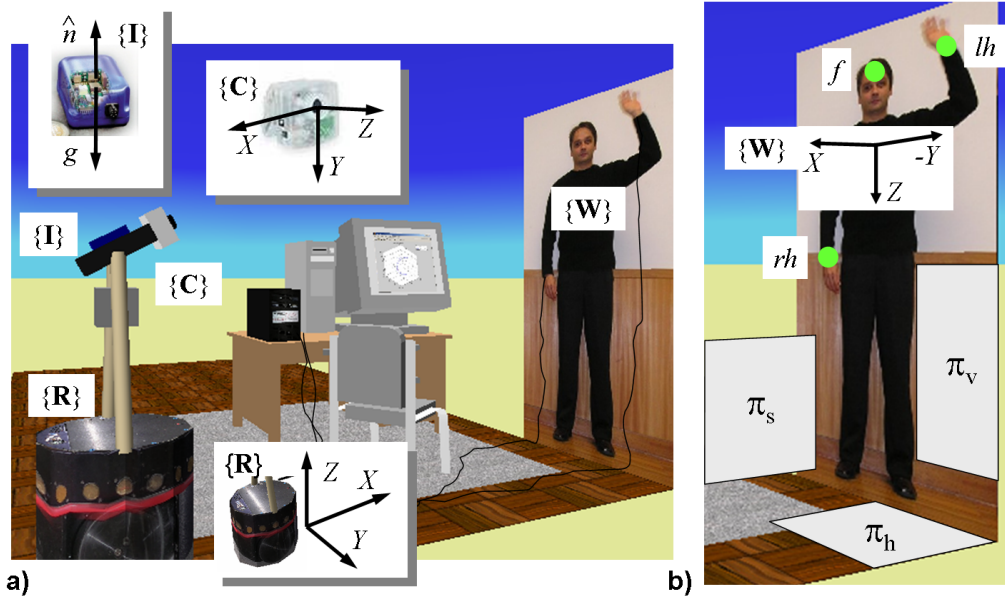 n̂ {I}
g
{C}
X
Z
Y
{W}
{I}
{C}
{R}
{R}
Z
X
Y
a)
f
lh
{W}
X
-Y
Z
rh
π_s
π_v
π_h
b)